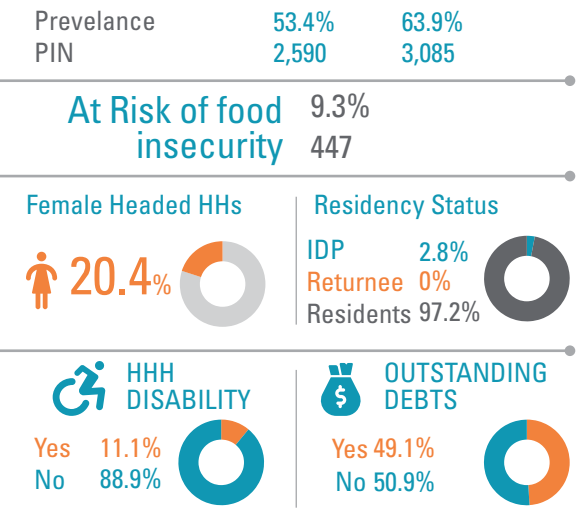 Prevelance 53.4% 63.9%
PIN 2,590 3,085
At Risk of food 9.3%
insecurity 447
Female Headed HHs
20.4%
Residency Status
IDP 2.8%
Returnee 0%
Residents 97.2%
HHH
DISABILITY
Yes 11.1%
No 88.9%
$
OUTSTANDING
DEBTS
Yes 49.1%
No 50.9%